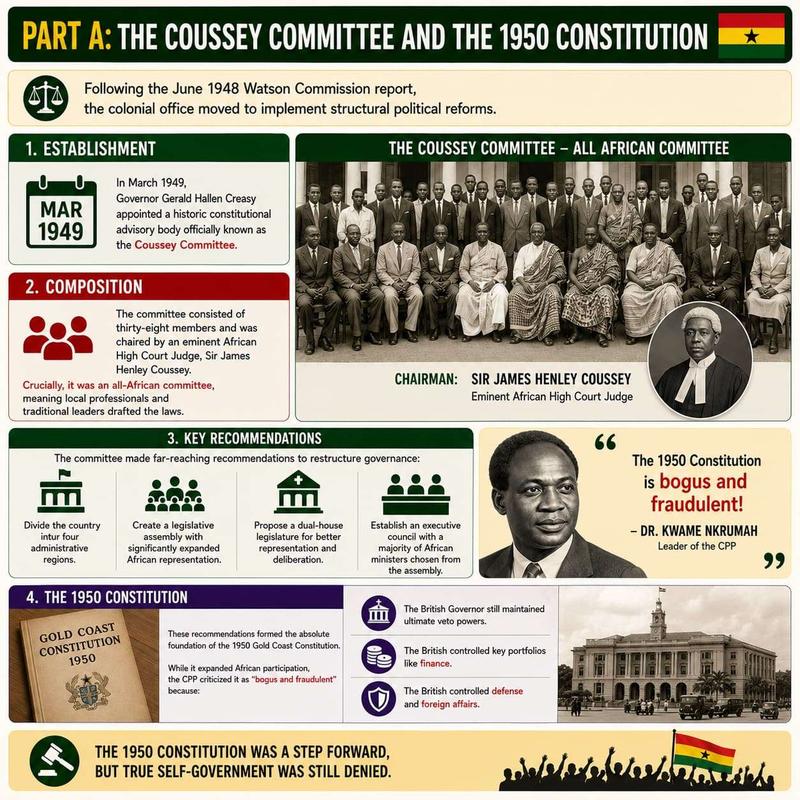 PART A: THE COUSSEY COMMITTEE AND THE 1950 CONSTITUTION
Following the June 1948 Watson Commission report,
the colonial office moved to implement structural political reforms.
1. ESTABLISHMENT
MAR
1949
In March 1949,
Governor Gerald Hallen Creasy
appointed a historic constitutional
advisory body officially known as
the Coussey Committee.
2. COMPOSITION
The committee consisted of
thirty-eight members and was
chaired by an eminent African
High Court Judge, Sir James
Henley Coussey.
Crucially, it was an all-African committee,
meaning local professionals and
traditional leaders drafted the laws.
THE COUSSEY COMMITTEE – ALL AFRICAN COMMITTEE
CHAIRMAN: SIR JAMES HENLEY COUSSEY
Eminent African High Court Judge
3. KEY RECOMMENDATIONS
The committee made far-reaching recommendations to restructure governance:
Divide the country
intur four
administrative
regions.
Create a legislative
assembly with
significantly expanded
African representation.
Propose a dual-house
legislature for better
representation and
deliberation.
Establish an executive
council with a
majority of African
ministers chosen from
the assembly.
“
The 1950 Constitution
is bogus and
fraudulent!
– DR. KWAME NKRUMAH
Leader of the CPP
”
4. THE 1950 CONSTITUTION
GOLD COAST
CONSTITUTION
1950
These recommendations formed the absolute
foundation of the 1950 Gold Coast Constitution.
While it expanded African participation,
the CPP criticized it as "bogus and fraudulent"
because:
The British Governor still maintained
ultimate veto powers.
The British controlled key portfolios
like finance.
The British controlled defense
and foreign affairs.
THE 1950 CONSTITUTION WAS A STEP FORWARD,
BUT TRUE SELF-GOVERNMENT WAS STILL DENIED.